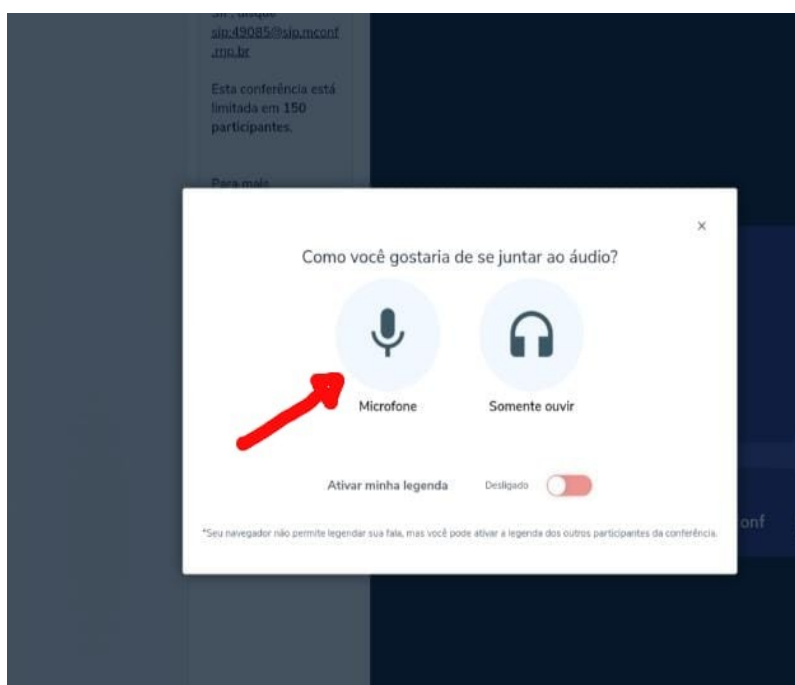 SIP, disque
sip:49085@sip.mconf
.rnp.br
Esta conferência está
limitada em 150
participantes.
Para mais
×
Como você gostaria de se juntar ao áudio?
Microfone
Somente ouvir
Ativar minha legenda
Desligado
*Seu navegador não permite legendar sua fala, mas você pode ativar a legenda dos outros participantes da conferência.
onf